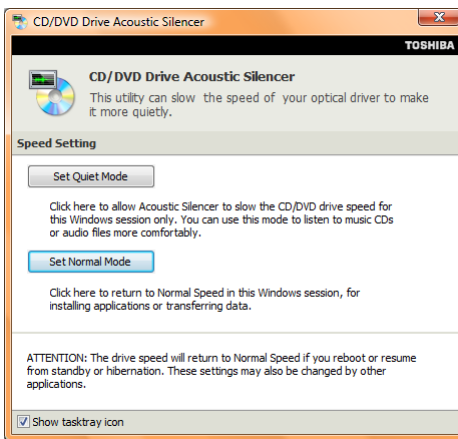 CD/DVD Drive Acoustic Silencer
TOSHIBA
CD/DVD Drive Acoustic Silencer
This utility can slow the speed of your optical driver to make
it more quietly.
Speed Setting
Set Quiet Mode
Click here to allow Acoustic Silencer to slow the CD/DVD drive speed for
this Windows session only. You can use this mode to listen to music CDs
or audio files more comfortably.
Set Normal Mode
Click here to return to Normal Speed in this Windows session, for
installing applications or transferring data.
ATTENTION: The drive speed will return to Normal Speed if you reboot or resume
from standby or hibernation. These settings may also be changed by other
applications.
Show tasktray icon